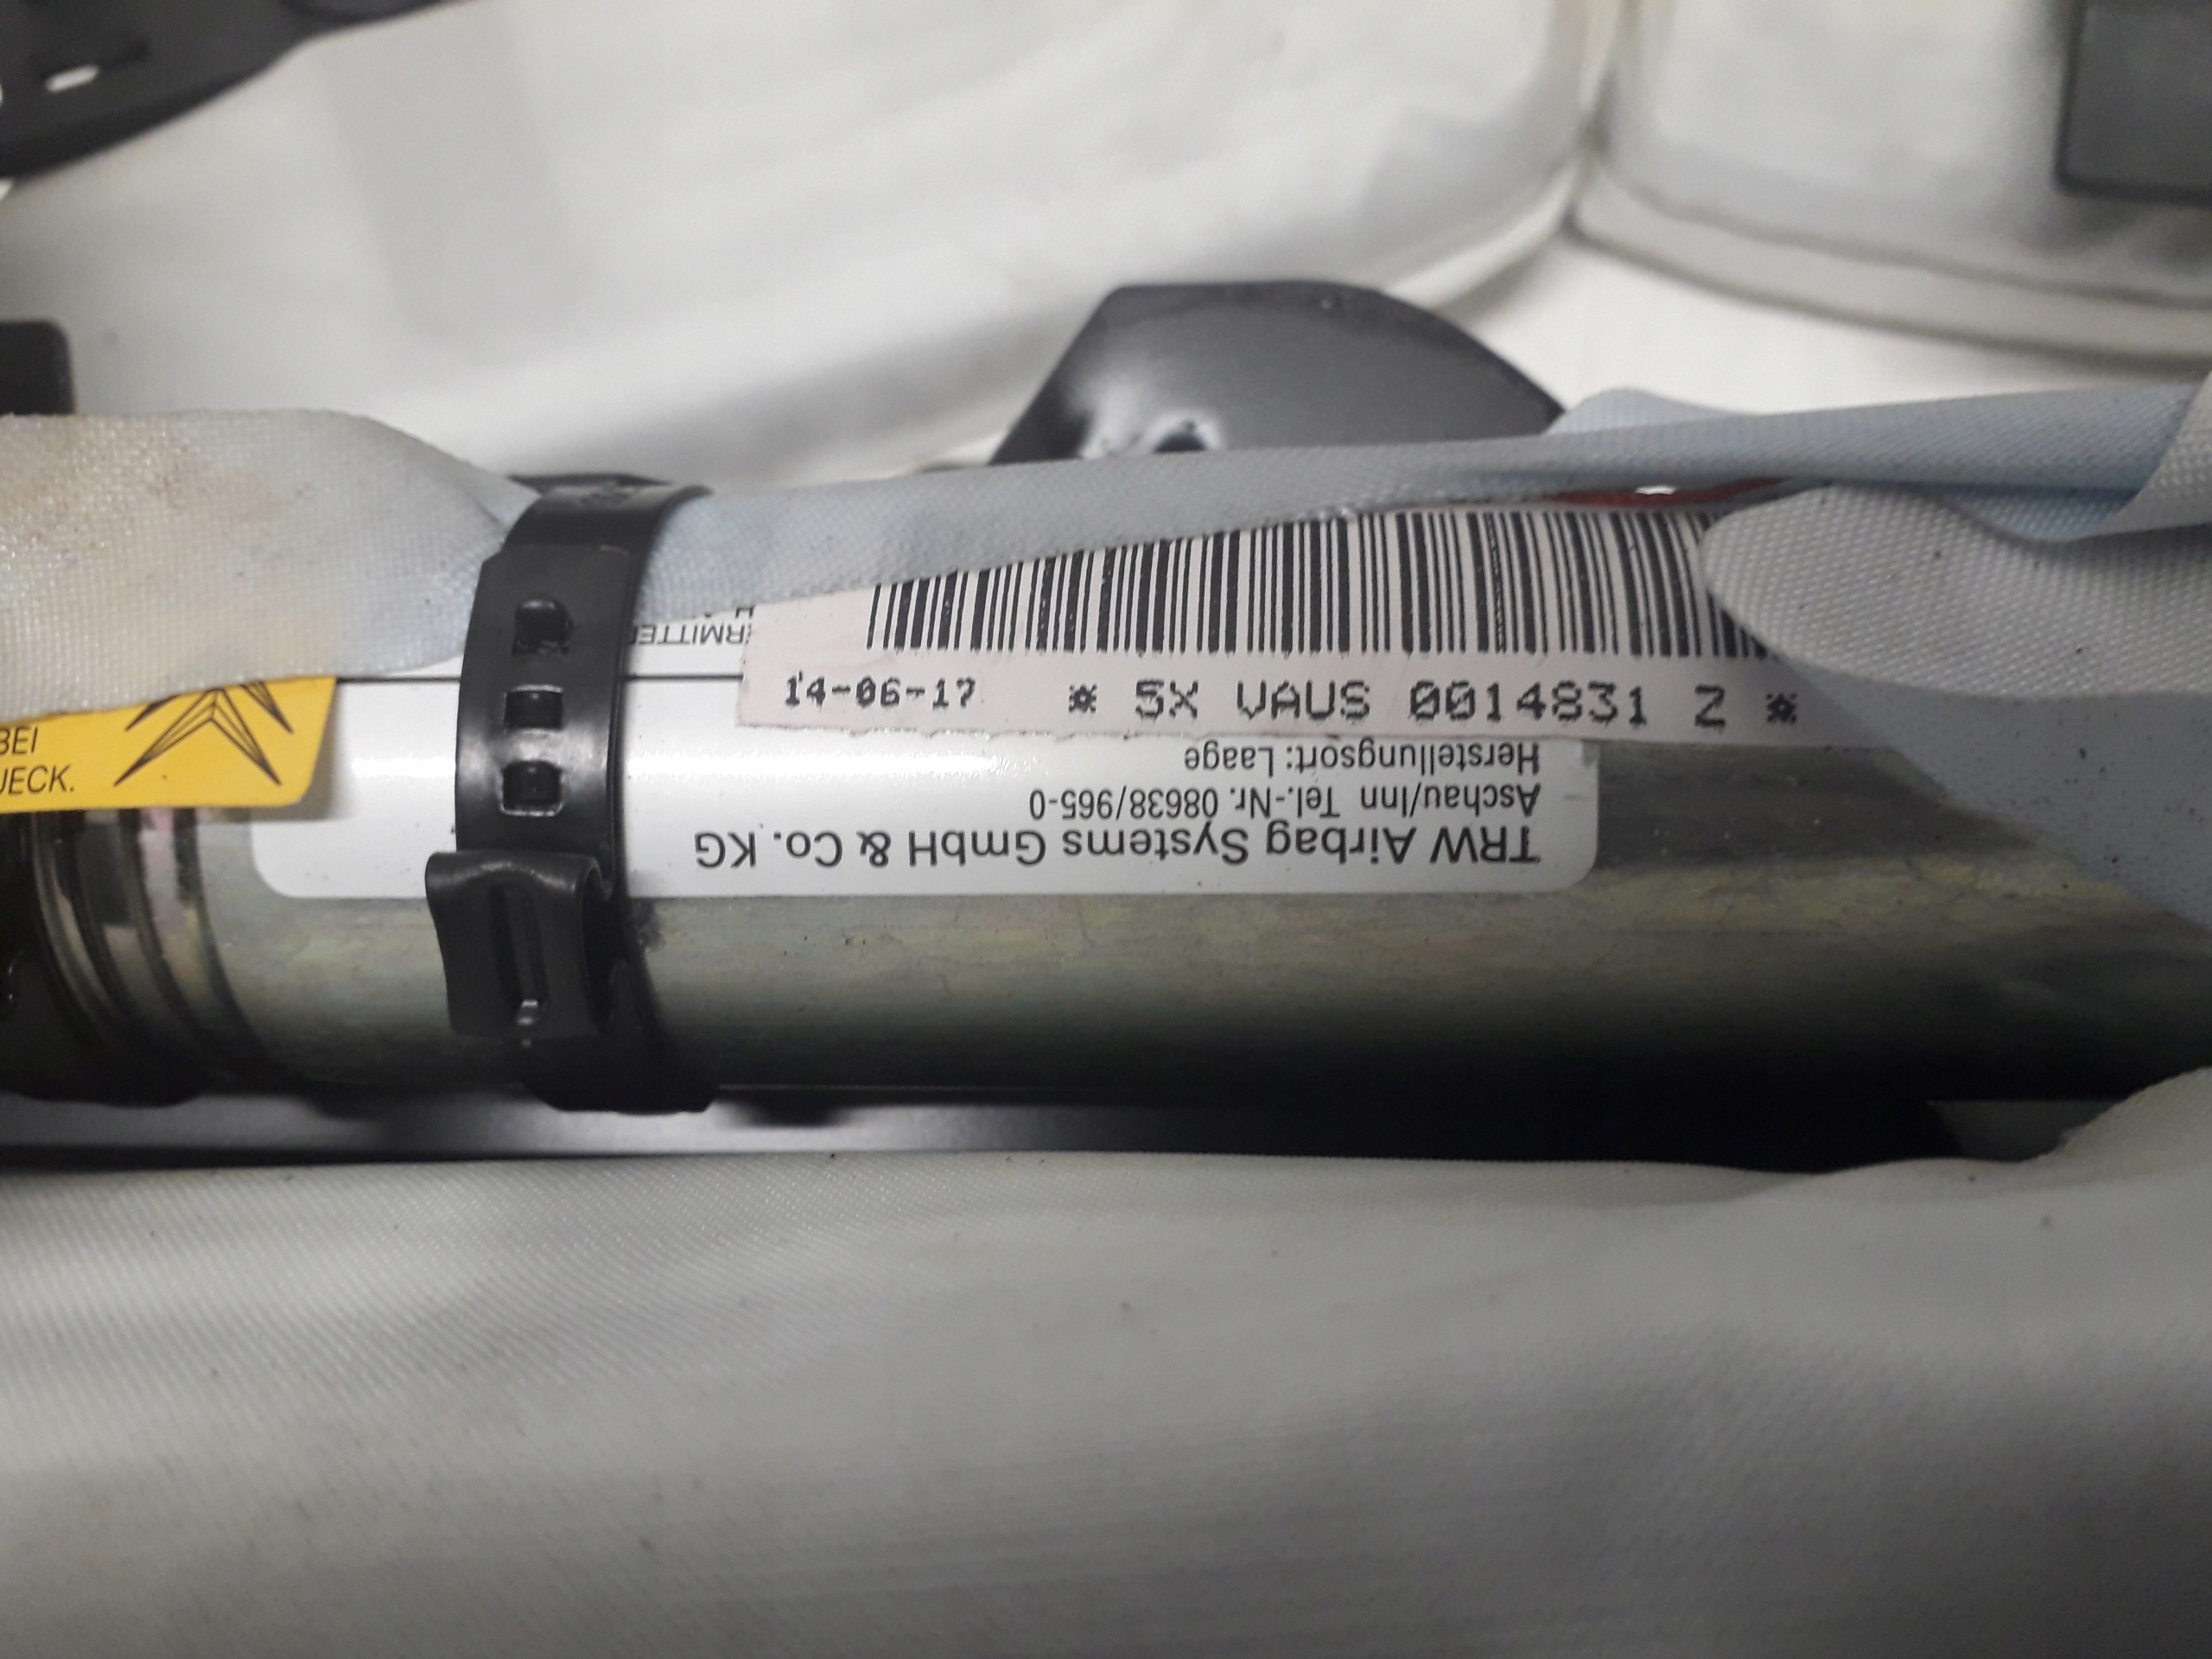 14-06-17 * 5X VAUS 0014831 Z *
TRW Airbag Systems GmbH & Co. KG
Aschau/Inn Tel.-Nr. 08638/965-0
Herstellungsort: Laage
BEI